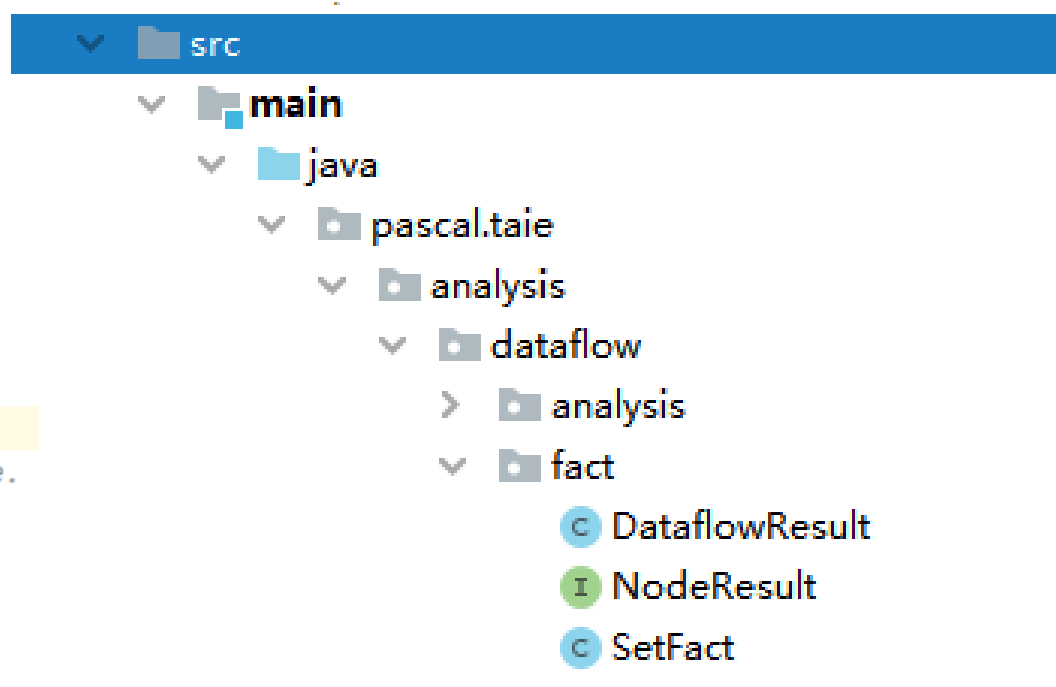 src
main
java
pascal.taie
analysis
dataflow
analysis
fact
e.
C DataflowResult
I NodeResult
C SetFact